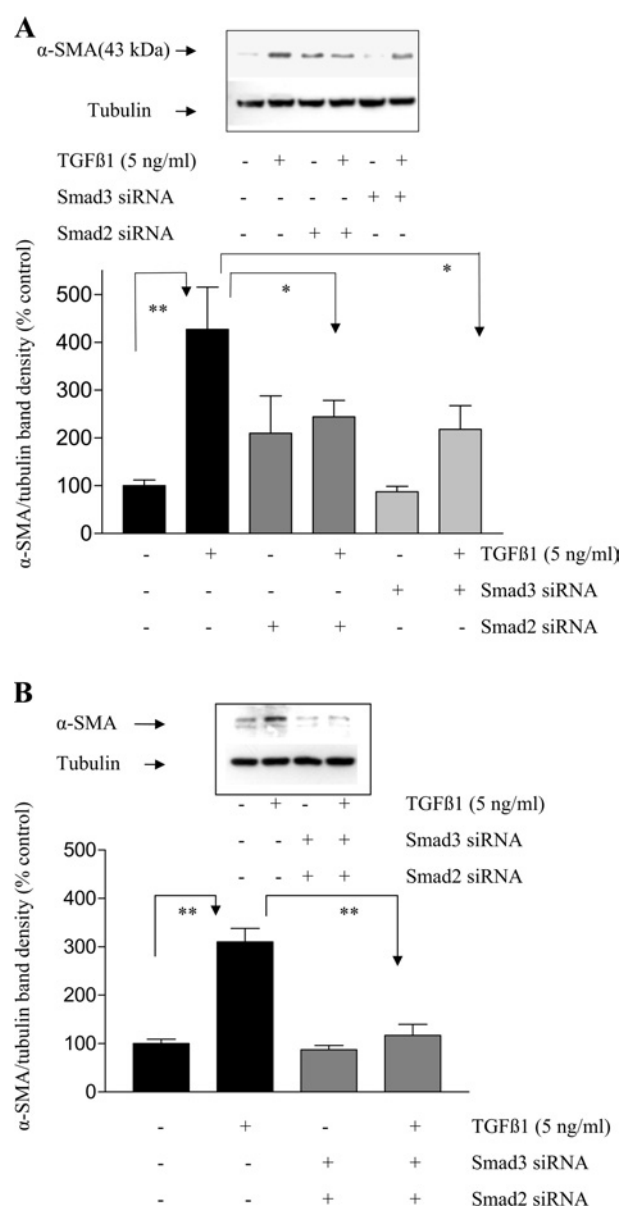 A
α-SMA(43 kDa)
Tubulin
TGFß1 (5 ng/ml) - + - + - +
Smad3 siRNA - - - - + +
Smad2 siRNA - - + + - -
α-SMA/tubulin band density (% control)
500
400
300
200
100
0
**
*
*
- + - + - + TGFß1 (5 ng/ml)
- - - - + + Smad3 siRNA
- - + + - - Smad2 siRNA
B
α-SMA
Tubulin
- + - + TGFß1 (5 ng/ml)
- - + + Smad3 siRNA
- - + + Smad2 siRNA
α-SMA/tubulin band density (% control)
500
400
300
200
100
0
**
**
- + - + TGFß1 (5 ng/ml)
- - + + Smad3 siRNA
- - + + Smad2 siRNA